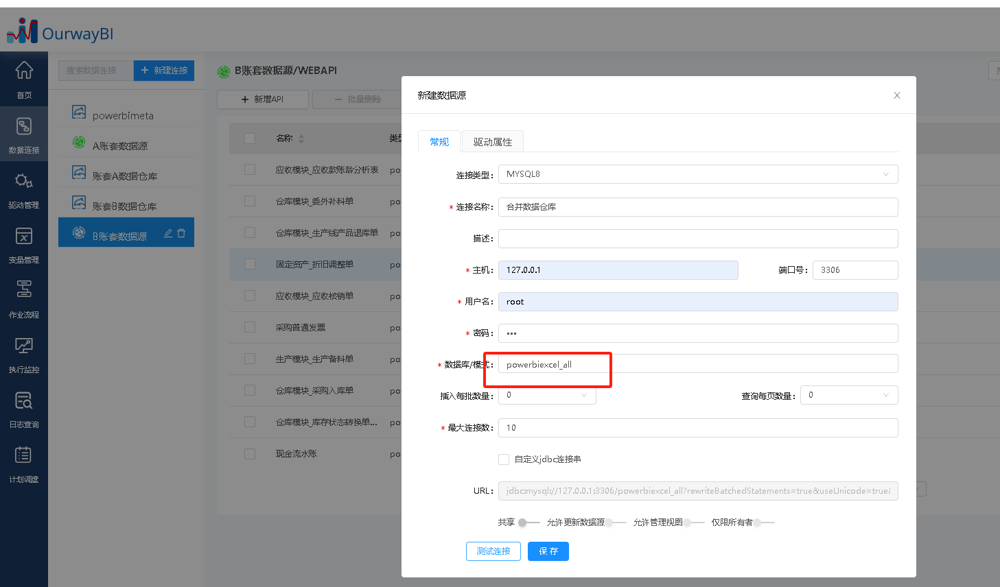 OurwayBI
首页
数据连接
驱动管理
变量管理
作业流程
执行监控
日志查询
计划调度
搜索数据连接
+ 新建连接
powerbimeta
A账套数据源
账套A数据仓库
账套B数据仓库
B账套数据源
B账套数据源/WEBAPI
+ 新增API
— 批量删除
名称
应收模块_应收款账龄分析表 po
仓库模块_委外补料单 po
仓库模块_生产线产品退库单 po
固定资产_折旧调整单 po
应收模块_应收核销单 po
采购普通发票 po
生产模块_生产备料单 po
仓库模块_采购入库单 po
仓库模块_库存状态转换单... po
现金流水账 po
新建数据源
常规
驱动属性
连接类型: MYSQL8
* 连接名称: 合并数据仓库
描述:
* 主机: 127.0.0.1
端口号: 3306
* 用户名: root
* 密码: •••
* 数据库/模式: powerbiexcel_all
插入每批数量: 0
查询每页数量: 0
* 最大连接数: 10
自定义jdbc连接串
URL: jdbc:mysql://127.0.0.1:3306/powerbiexcel_all?rewriteBatchedStatements=true&useUnicode=true&
共享 允许更新数据源 允许管理视图 仅限所有者
测试连接
保存